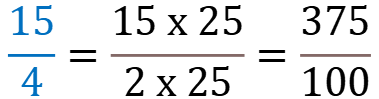 15/4 = 15 x 25/2 x 25 = 375/100